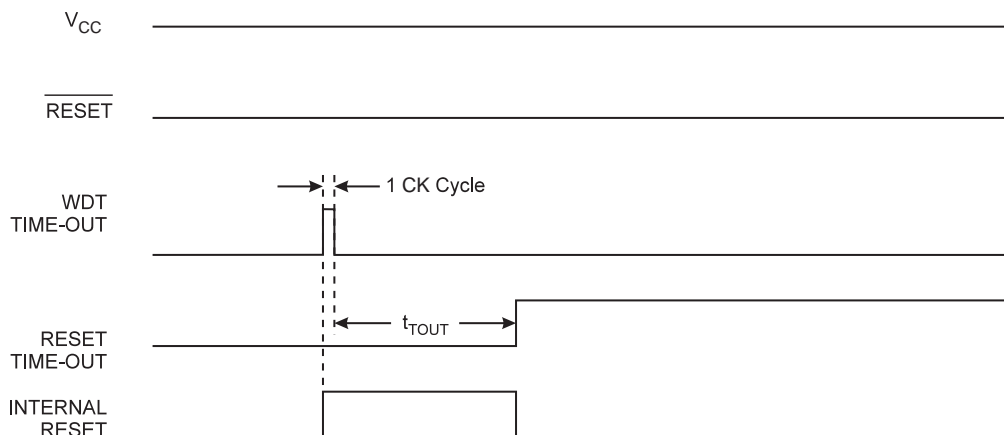 VCC
RESET
1 CK Cycle
WDT
TIME-OUT
tTOUT
RESET
TIME-OUT
INTERNAL
RESET